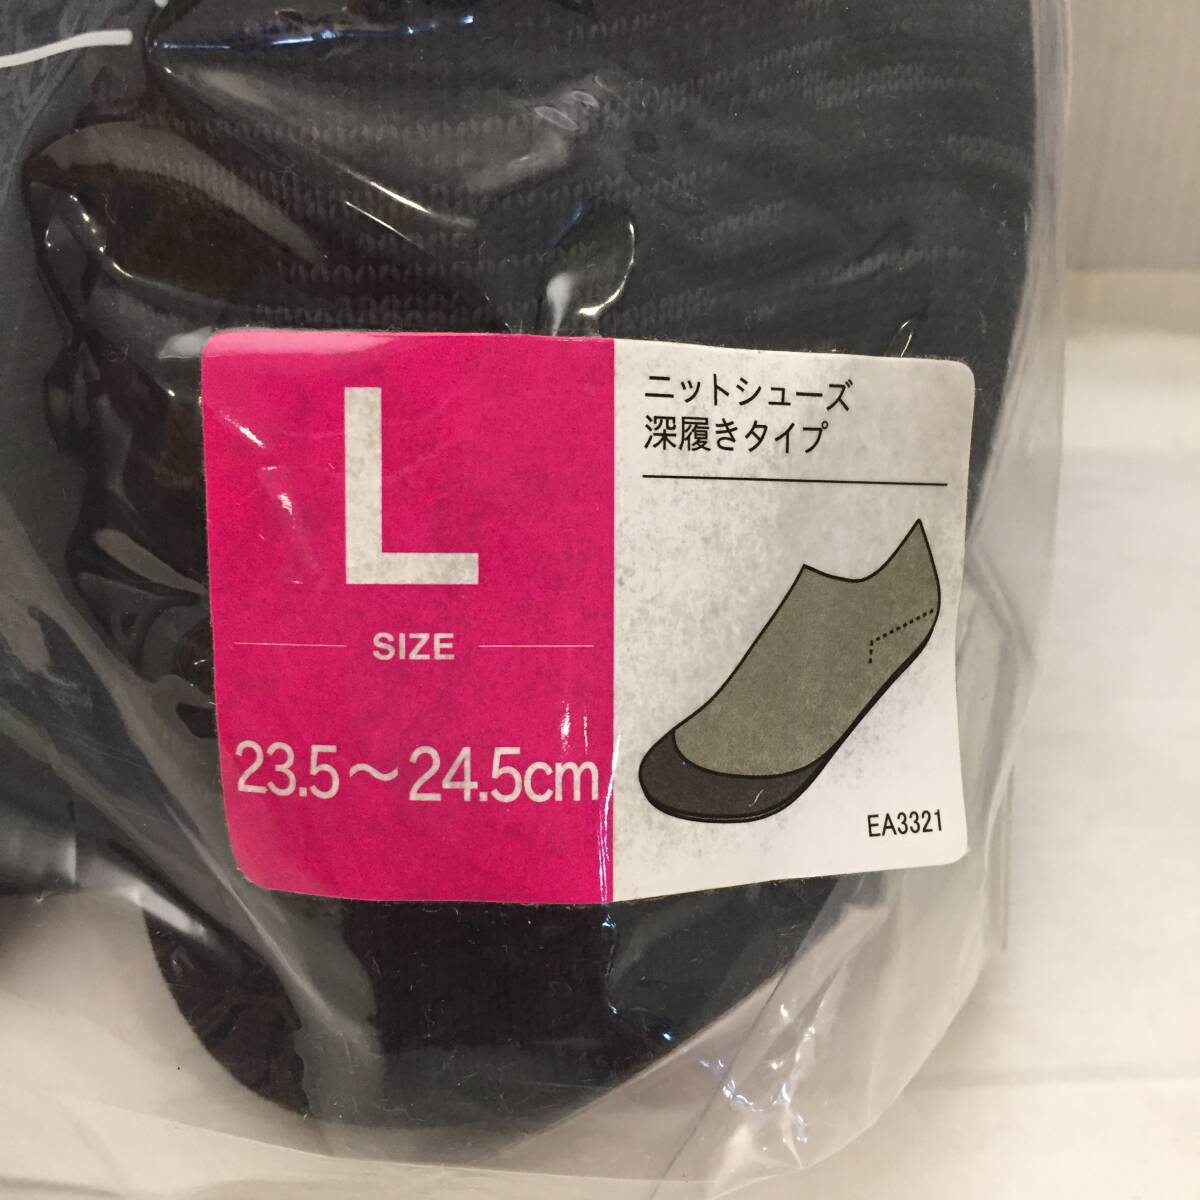 L
SIZE
23.5～24.5cm
ニットシューズ
深履きタイプ
EA3321